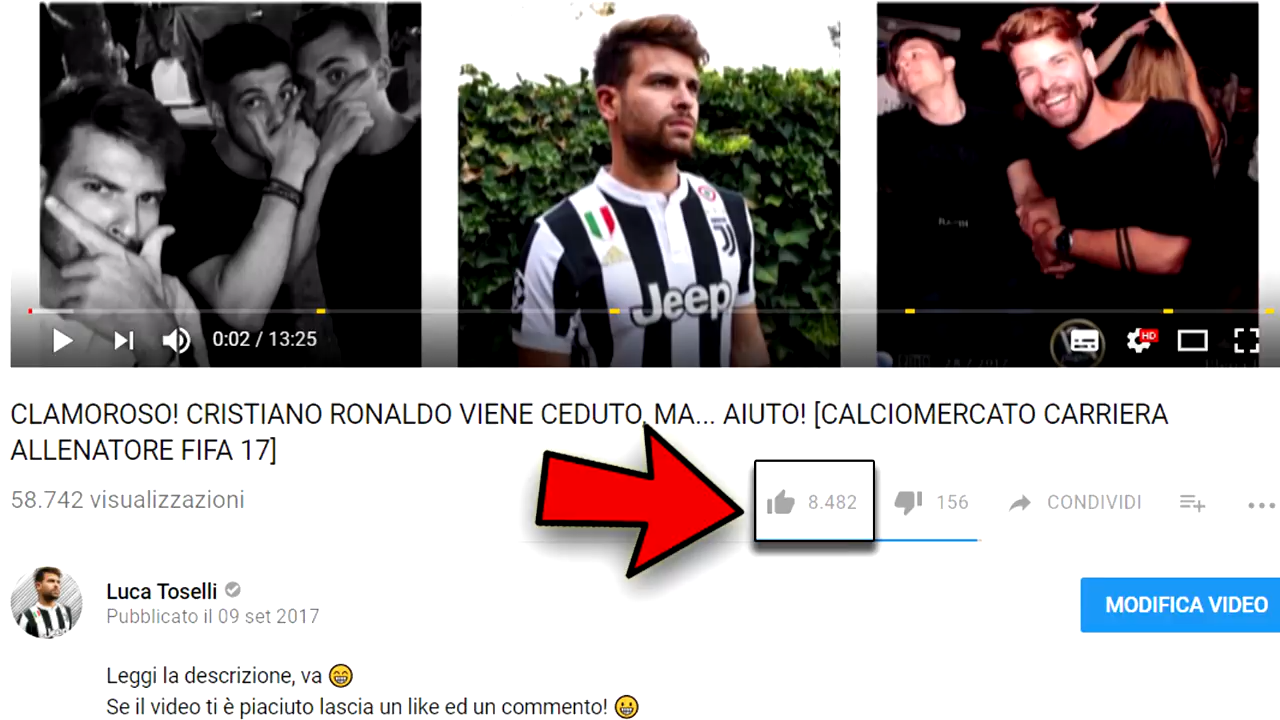 Jeep
0:02 / 13:25
HD
CLAMOROSO! CRISTIANO RONALDO VIENE CEDUTO, MA... AIUTO! [CALCIOMERCATO CARRIERA
ALLENATORE FIFA 17]
58.742 visualizzazioni
8.482
156
CONDIVIDI
Luca Toselli
Pubblicato il 09 set 2017
MODIFICA VIDEO
Leggi la descrizione, va 😁
Se il video ti è piaciuto lascia un like ed un commento! 😀